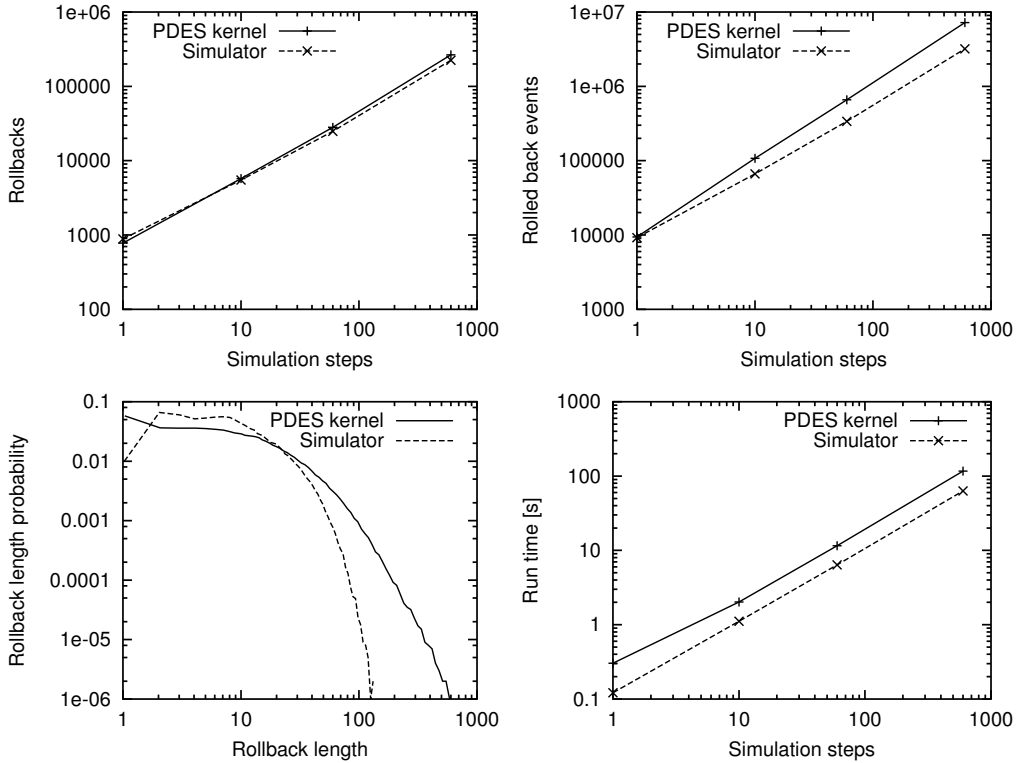 1e+06
100000
10000
1000
100
1
10
100
1000
Rollbacks
Simulation steps
PDES kernel
Simulator
1e+07
1e+06
100000
10000
1000
1
10
100
1000
Rolled back events
Simulation steps
PDES kernel
Simulator
0.1
0.01
0.001
0.0001
1e-05
1e-06
1
10
100
1000
Rollback length probability
Rollback length
PDES kernel
Simulator
1000
100
10
1
0.1
1
10
100
1000
Run time [s]
Simulation steps
PDES kernel
Simulator